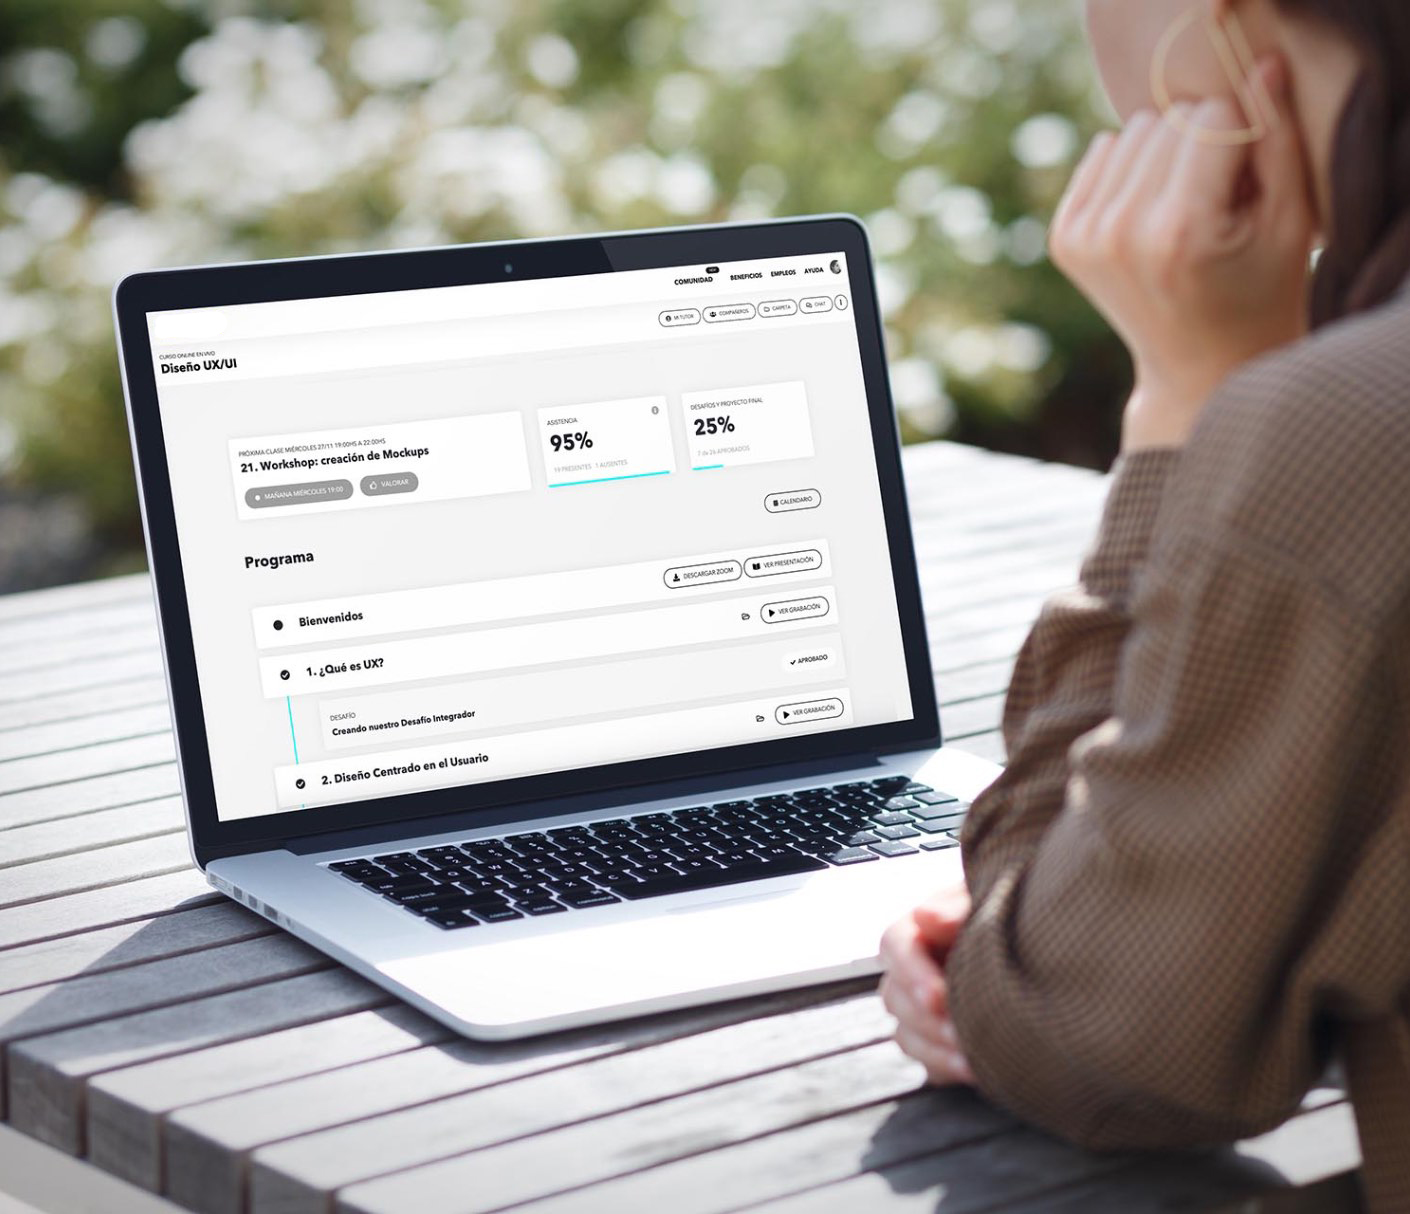 NEW
COMUNIDAD BENEFICIOS EMPLEOS AYUDA
MI TUTOR COMPAÑEROS CARPETA CHAT
CURSO ONLINE EN VIVO
Diseño UX/UI
PRÓXIMA CLASE MIÉRCOLES 27/11 19:00HS A 22:00HS
21. Workshop: creación de Mockups
MAÑANA MIÉRCOLES 19:00 VALORAR
ASISTENCIA
95%
19 PRESENTES 1 AUSENTES
DESAFÍOS Y PROYECTO FINAL
25%
7 de 26 APROBADOS
CALENDARIO
Programa
Bienvenidos
DESCARGAR ZOOM VER PRESENTACIÓN
1. ¿Qué es UX?
VER GRABACIÓN
DESAFÍO
Creando nuestro Desafío Integrador
APROBADO
2. Diseño Centrado en el Usuario
VER GRABACIÓN